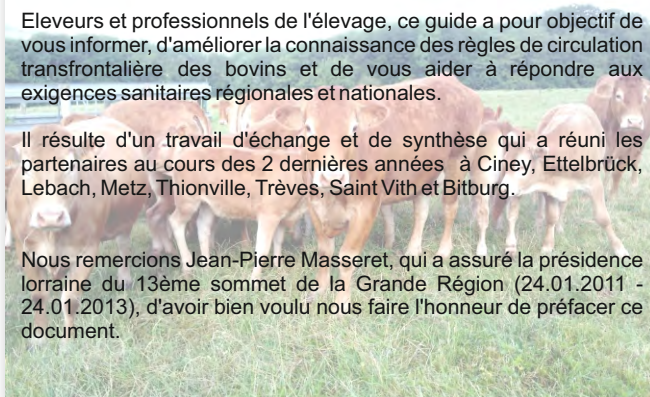 Eleveurs et professionnels de l'élevage, ce guide a pour objectif de
vous informer, d'améliorer la connaissance des règles de circulation
transfrontalière des bovins et de vous aider à répondre aux
exigences sanitaires régionales et nationales.
Il résulte d'un travail d'échange et de synthèse qui a réuni les
partenaires au cours des 2 dernières années à Ciney, Ettelbrück,
Lebach, Metz, Thionville, Trèves, Saint Vith et Bitburg.
Nous remercions Jean-Pierre Masseret, qui a assuré la présidence
lorraine du 13ème sommet de la Grande Région (24.01.2011 -
24.01.2013), d'avoir bien voulu nous faire l'honneur de préfacer ce
document.